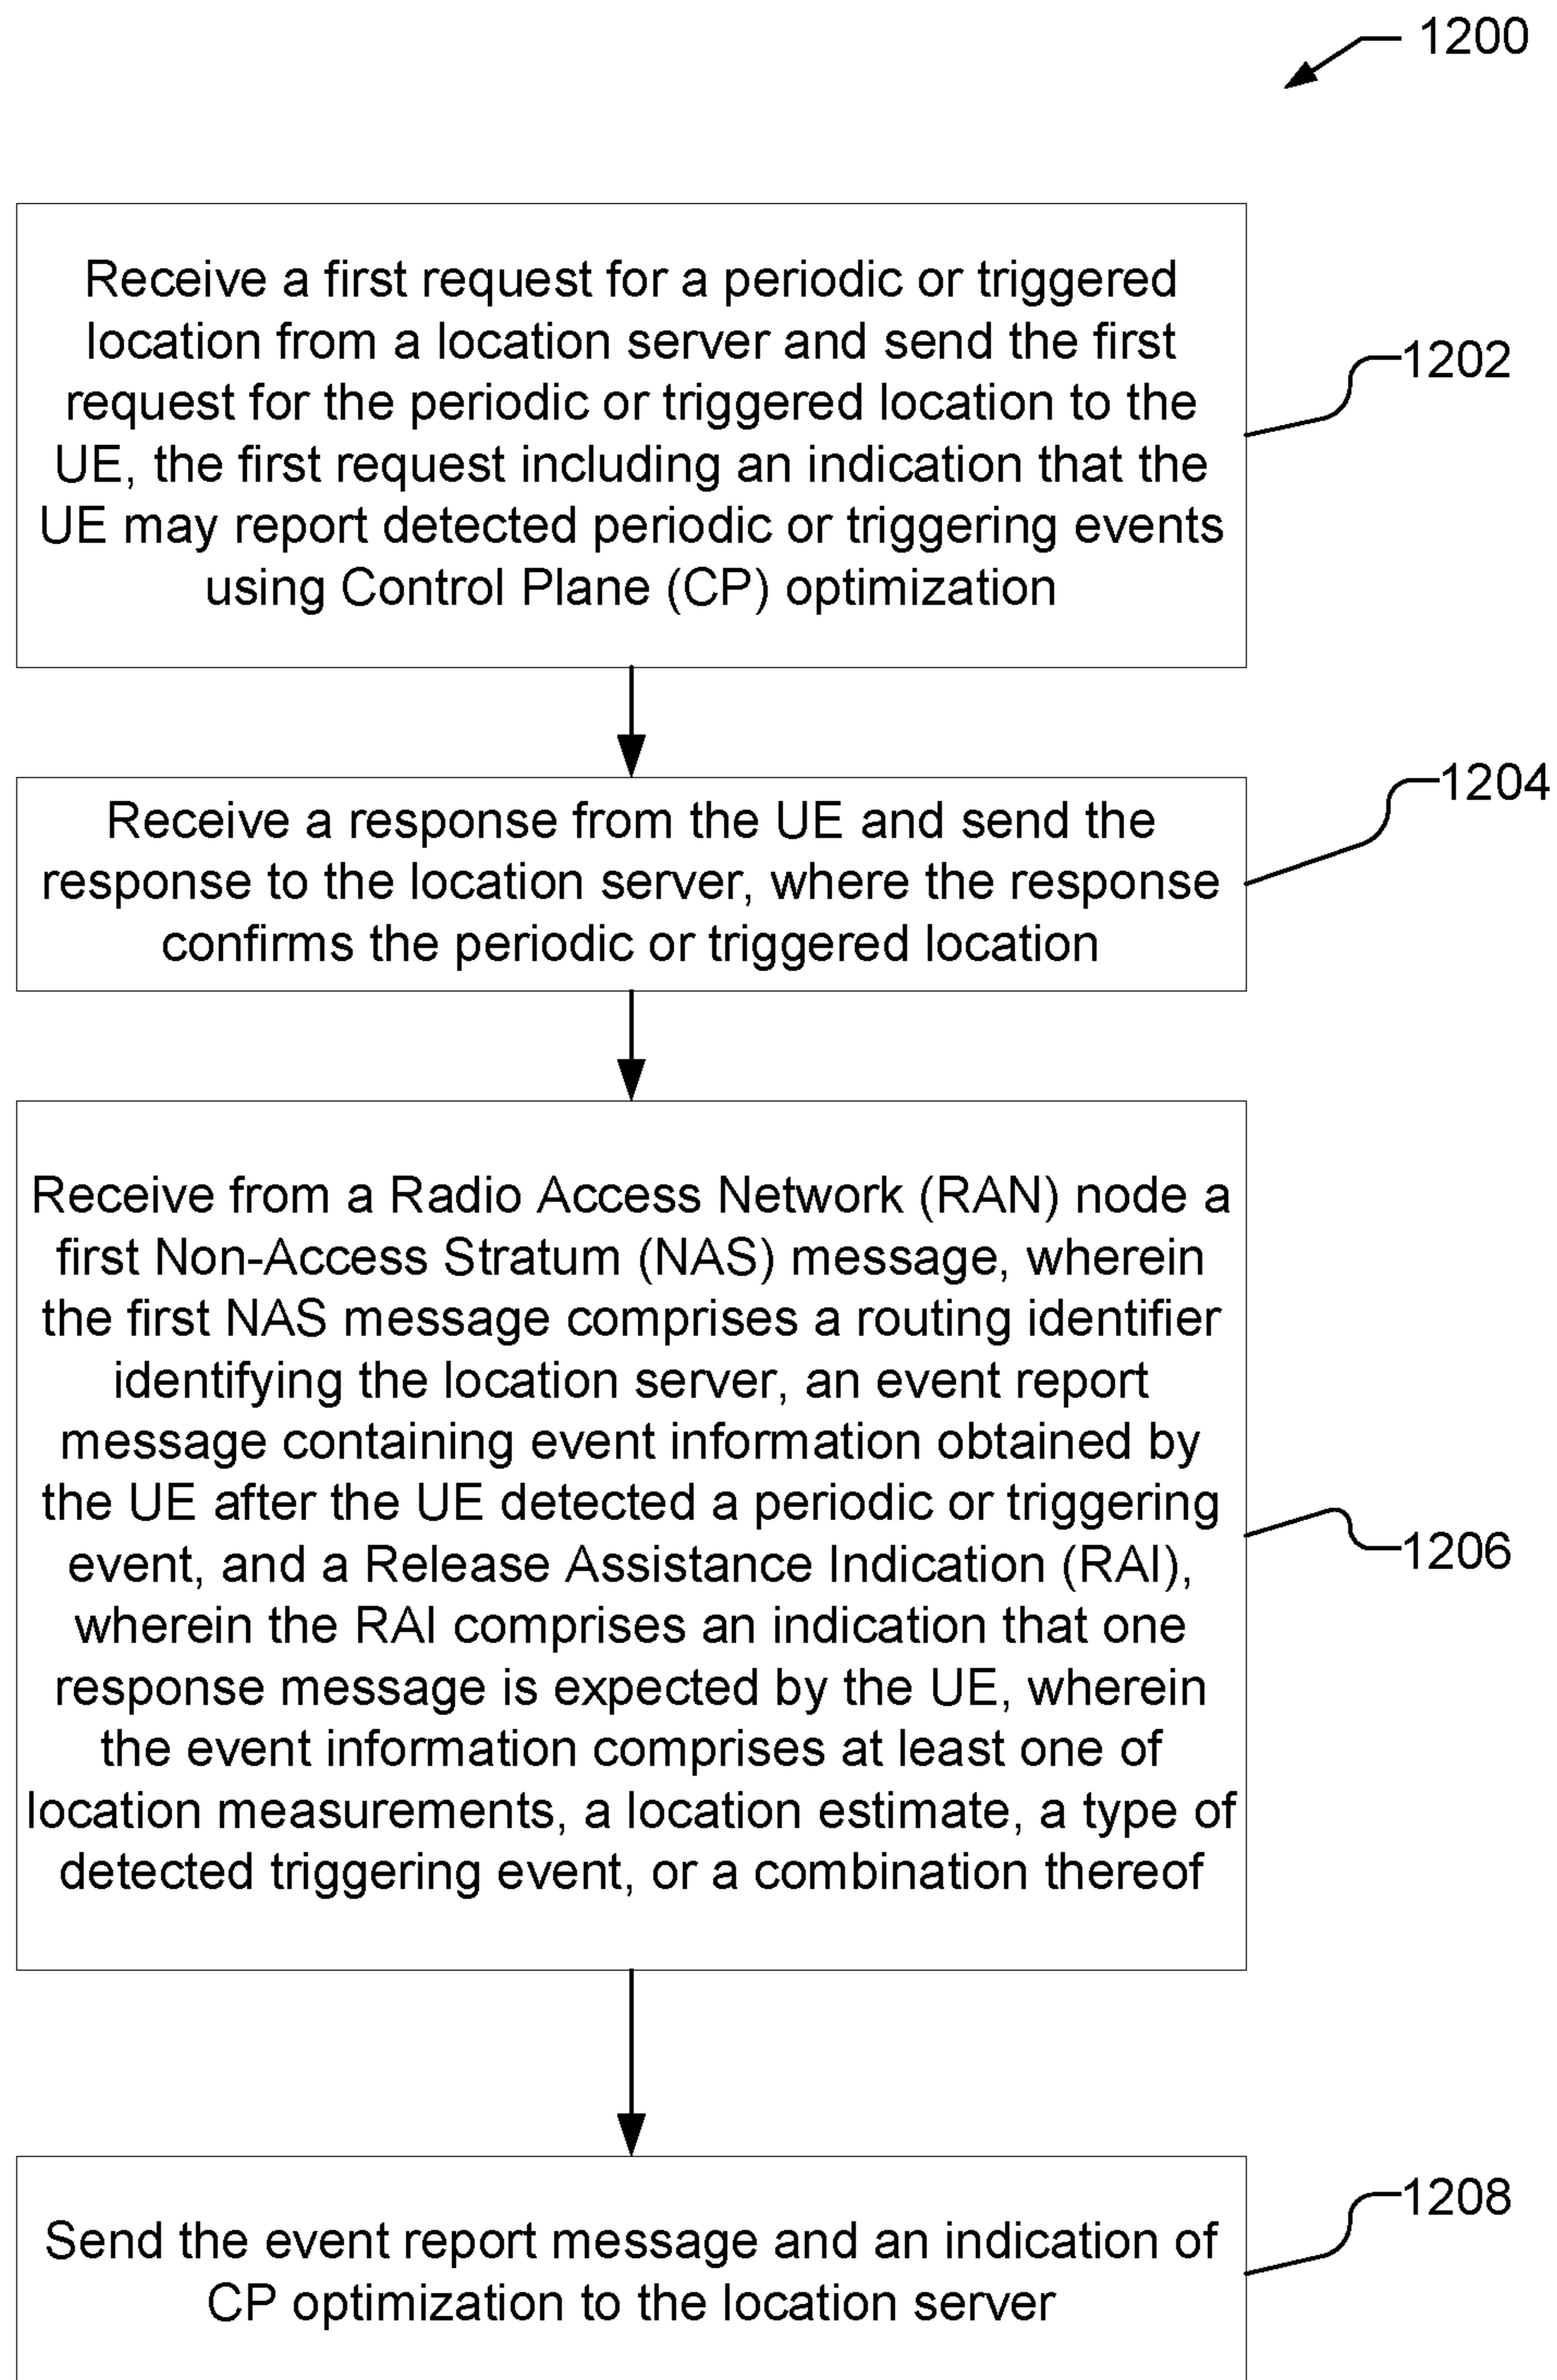 1200
Receive a first request for a periodic or triggered
location from a location server and send the first
request for the periodic or triggered location to the
UE, the first request including an indication that the
UE may report detected periodic or triggering events
using Control Plane (CP) optimization
1202
Receive a response from the UE and send the
response to the location server, where the response
confirms the periodic or triggered location
1204
Receive from a Radio Access Network (RAN) node a
first Non-Access Stratum (NAS) message, wherein
the first NAS message comprises a routing identifier
identifying the location server, an event report
message containing event information obtained by
the UE after the UE detected a periodic or triggering
event, and a Release Assistance Indication (RAI),
wherein the RAI comprises an indication that one
response message is expected by the UE, wherein
the event information comprises at least one of
location measurements, a location estimate, a type of
detected triggering event, or a combination thereof
1206
Send the event report message and an indication of
CP optimization to the location server
1208